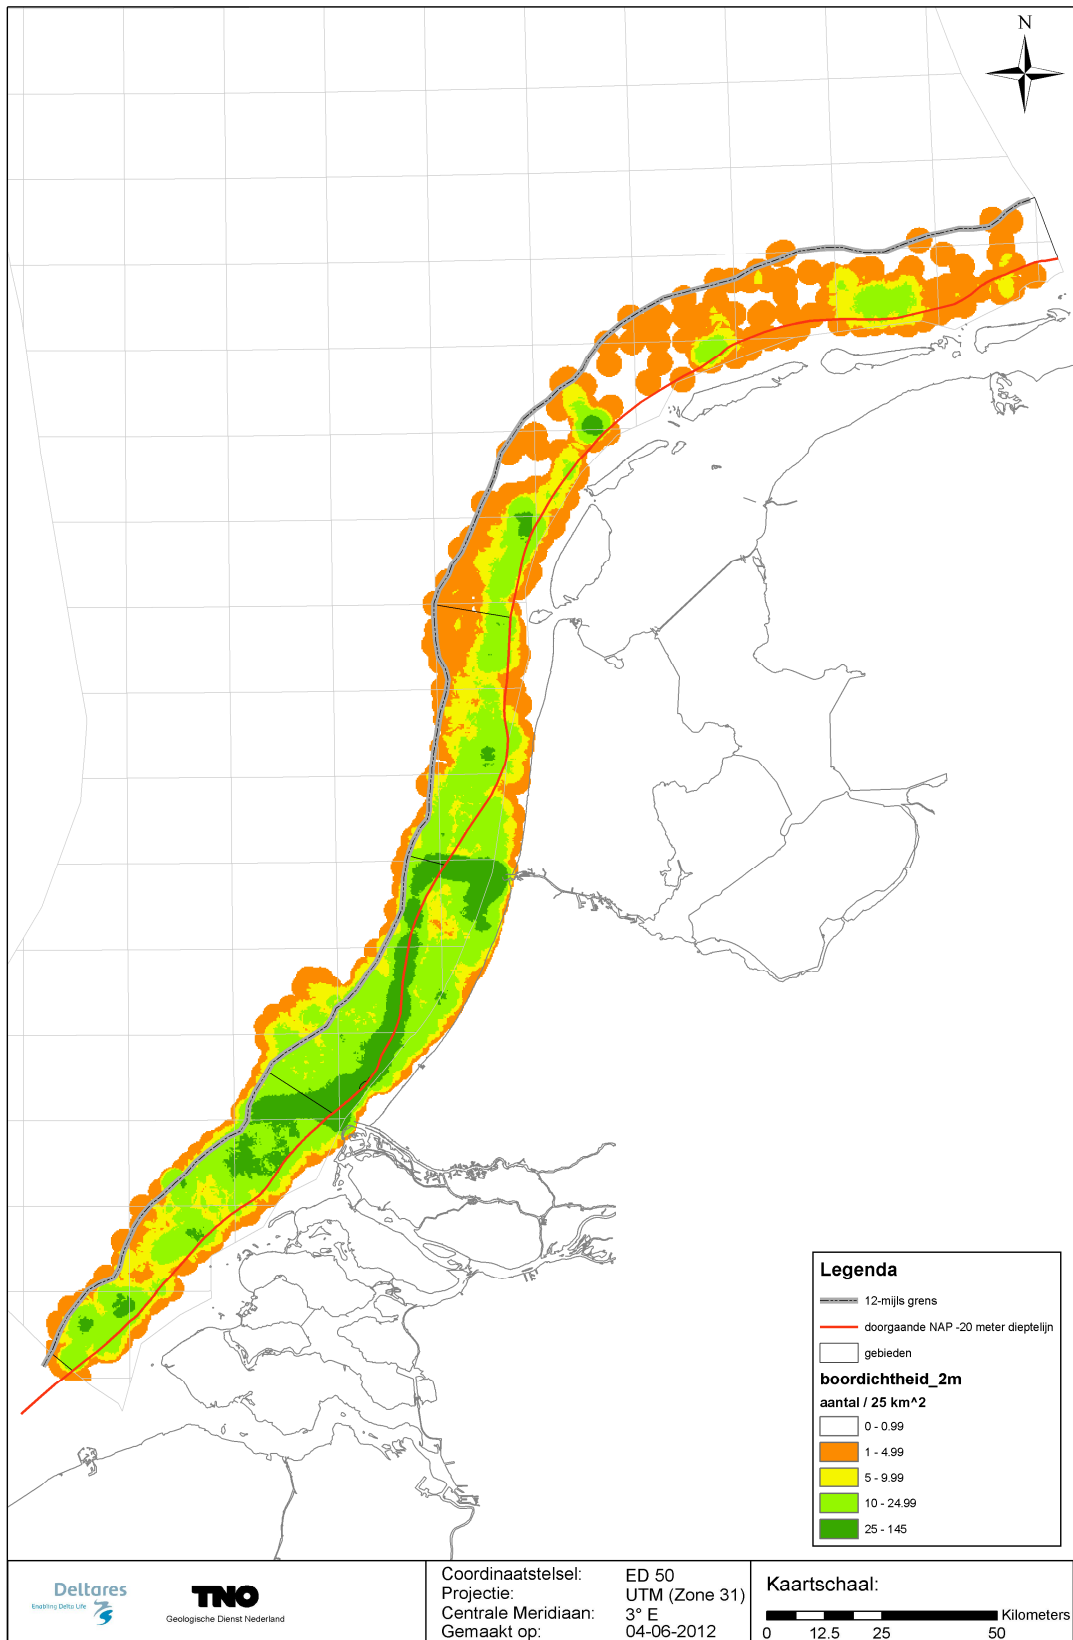 N
Legenda
12-mijls grens
doorgaande NAP -20 meter dieptelijn
gebieden
boordichtheid_2m
aantal / 25 km^2
0 - 0.99
1 - 4.99
5 - 9.99
10 - 24.99
25 - 145
Deltares
Enabling Delta Life
TNO
Geologische Dienst Nederland
Coordinaatstelsel: ED 50
Projectie: UTM (Zone 31)
Centrale Meridiaan: 3° E
Gemaakt op: 04-06-2012
Kaartschaal:
Kilometers
0 12.5 25 50